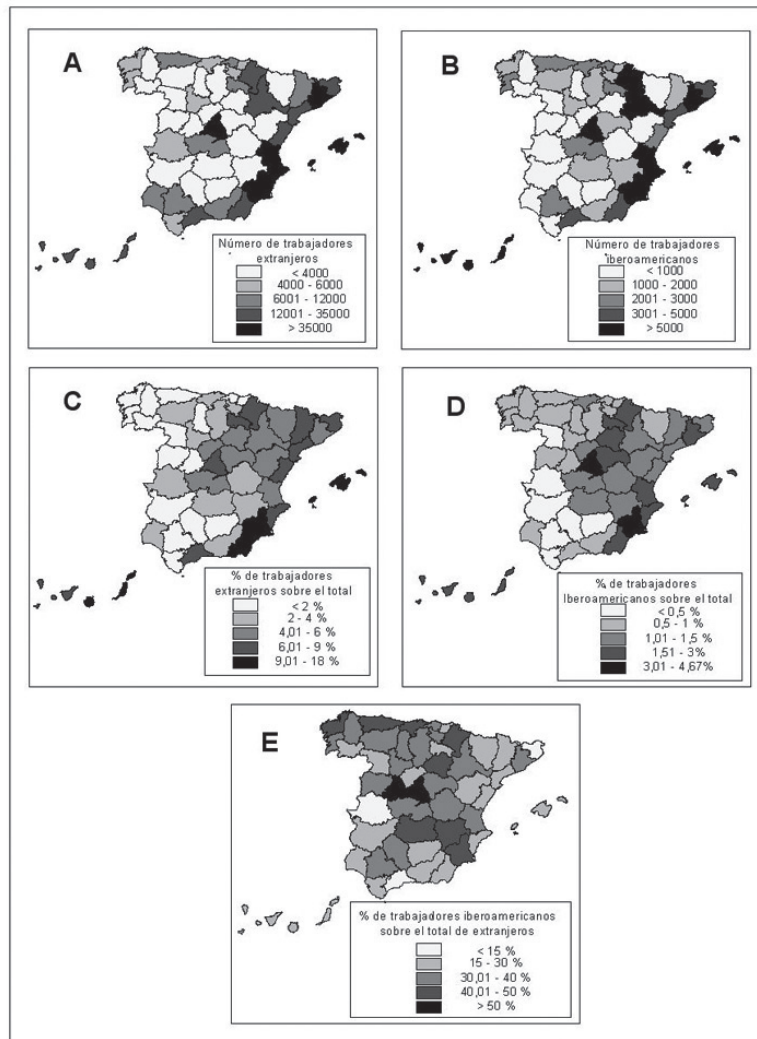 A
Número de trabajadores
extranjeros
< 4000
4000 - 6000
6001 - 12000
12001 - 35000
> 35000
B
Número de trabajadores
iberoamericanos
< 1000
1000 - 2000
2001 - 3000
3001 - 5000
> 5000
C
% de trabajadores
extranjeros sobre el total
< 2 %
2 - 4 %
4,01 - 6 %
6,01 - 9 %
9,01 - 18 %
D
% de trabajadores
Iberoamericanos sobre el total
< 0,5 %
0,5 - 1 %
1,01 - 1,5 %
1,51 - 3%
3,01 - 4,67%
E
% de trabajadores iberoamericanos
sobre el total de extranjeros
< 15 %
15 - 30 %
30,01 - 40 %
40,01 - 50 %
> 50 %